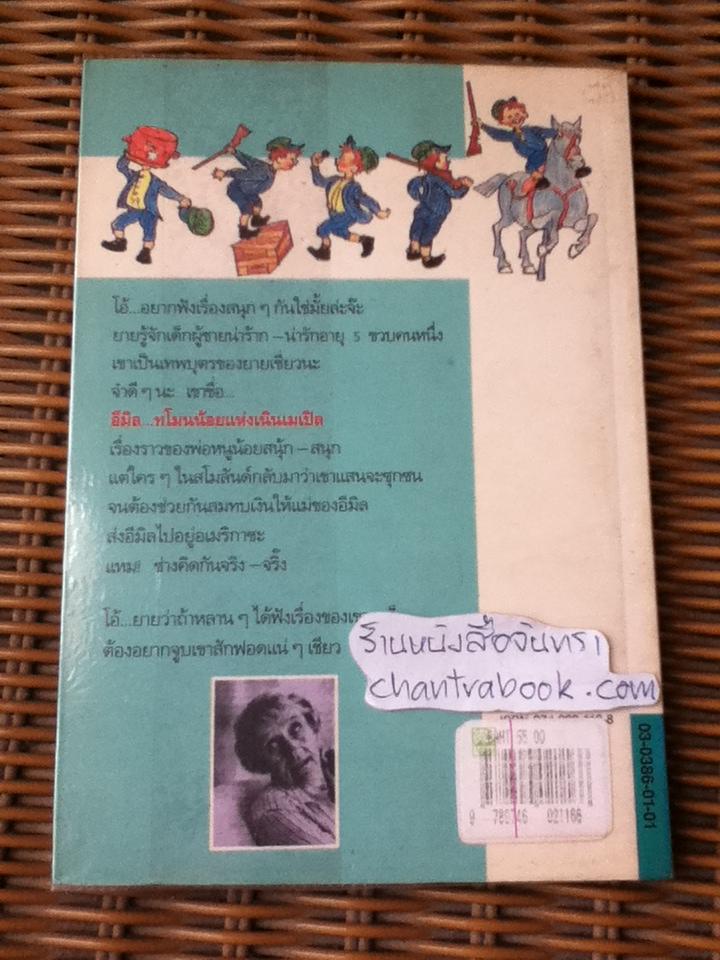 โอ้...อยากฟังเรื่องสนุก ๆ กันใช่มั้ยล่ะจ๊ะ
ยายรู้จักเด็กผู้ชายน่าร้าก – น่ารักอายุ 5 ขวบคนหนึ่ง
เขาเป็นเทพบุตรของยายเชียวนะ
จำดี ๆ นะ เขาชื่อ...
อีมิล...ทโมนน้อยแห่งเนินเมเปิล
เรื่องราวของพ่อหนูน้อยสนุ้ก – สนุก
แต่ใคร ๆ ในสโมลันด์กลับมาว่าเขาแสนจะซุกซน
จนต้องช่วยกันสมทบเงินให้แม่ของอีมิล
ส่งอีมิลไปอยู่อเมริกาซะ
แหม!! ช่างคิดกันจริง – จริ๊ง
โอ้...ยายว่าถ้าหลาน ๆ ได้ฟังเรื่องของ
ต้องอยากจูบเขาสักฟอดแน่ ๆ เชียว
ร้านหนังสือจันทรา
chantrabook.com
BAHT 55.00
9 789746 021166
03-0386-01-01